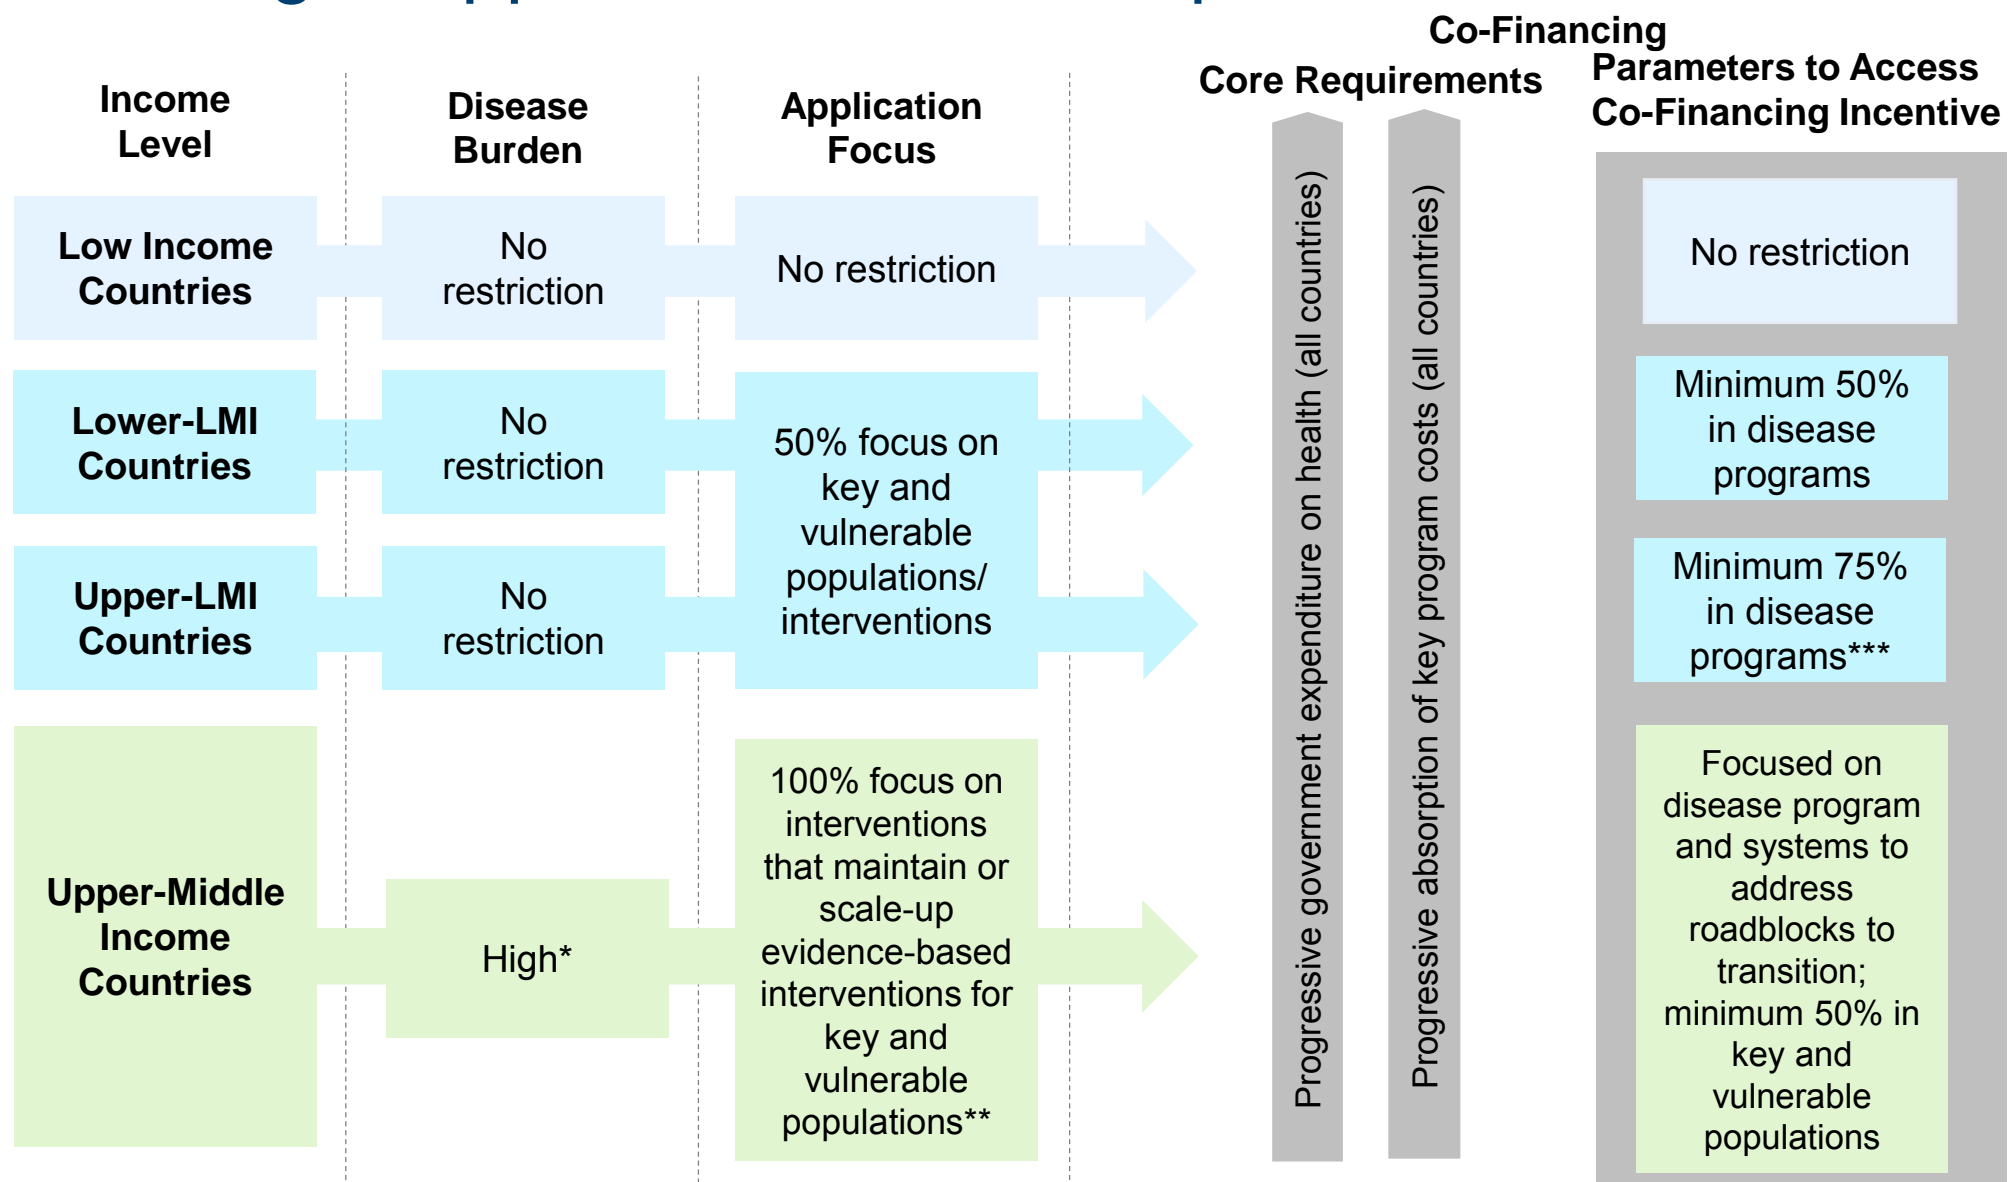 Co-Financing
Income
Level
Disease
Burden
Application
Focus
Core Requirements
Parameters to Access
Co-Financing Incentive
Low Income
Countries
No
restriction
No restriction
No restriction
Lower-LMI
Countries
No
restriction
50% focus on
key and
vulnerable
populations/
interventions
Minimum 50%
in disease
programs
Upper-LMI
Countries
No
restriction
Minimum 75%
in disease
programs***
Upper-Middle
Income
Countries
High*
100% focus on
interventions
that maintain or
scale-up
evidence-based
interventions for
key and
vulnerable
populations**
Progressive government expenditure on health (all countries)
Progressive absorption of key program costs (all countries)
Focused on
disease program
and systems to
address
roadblocks to
transition;
minimum 50% in
key and
vulnerable
populations